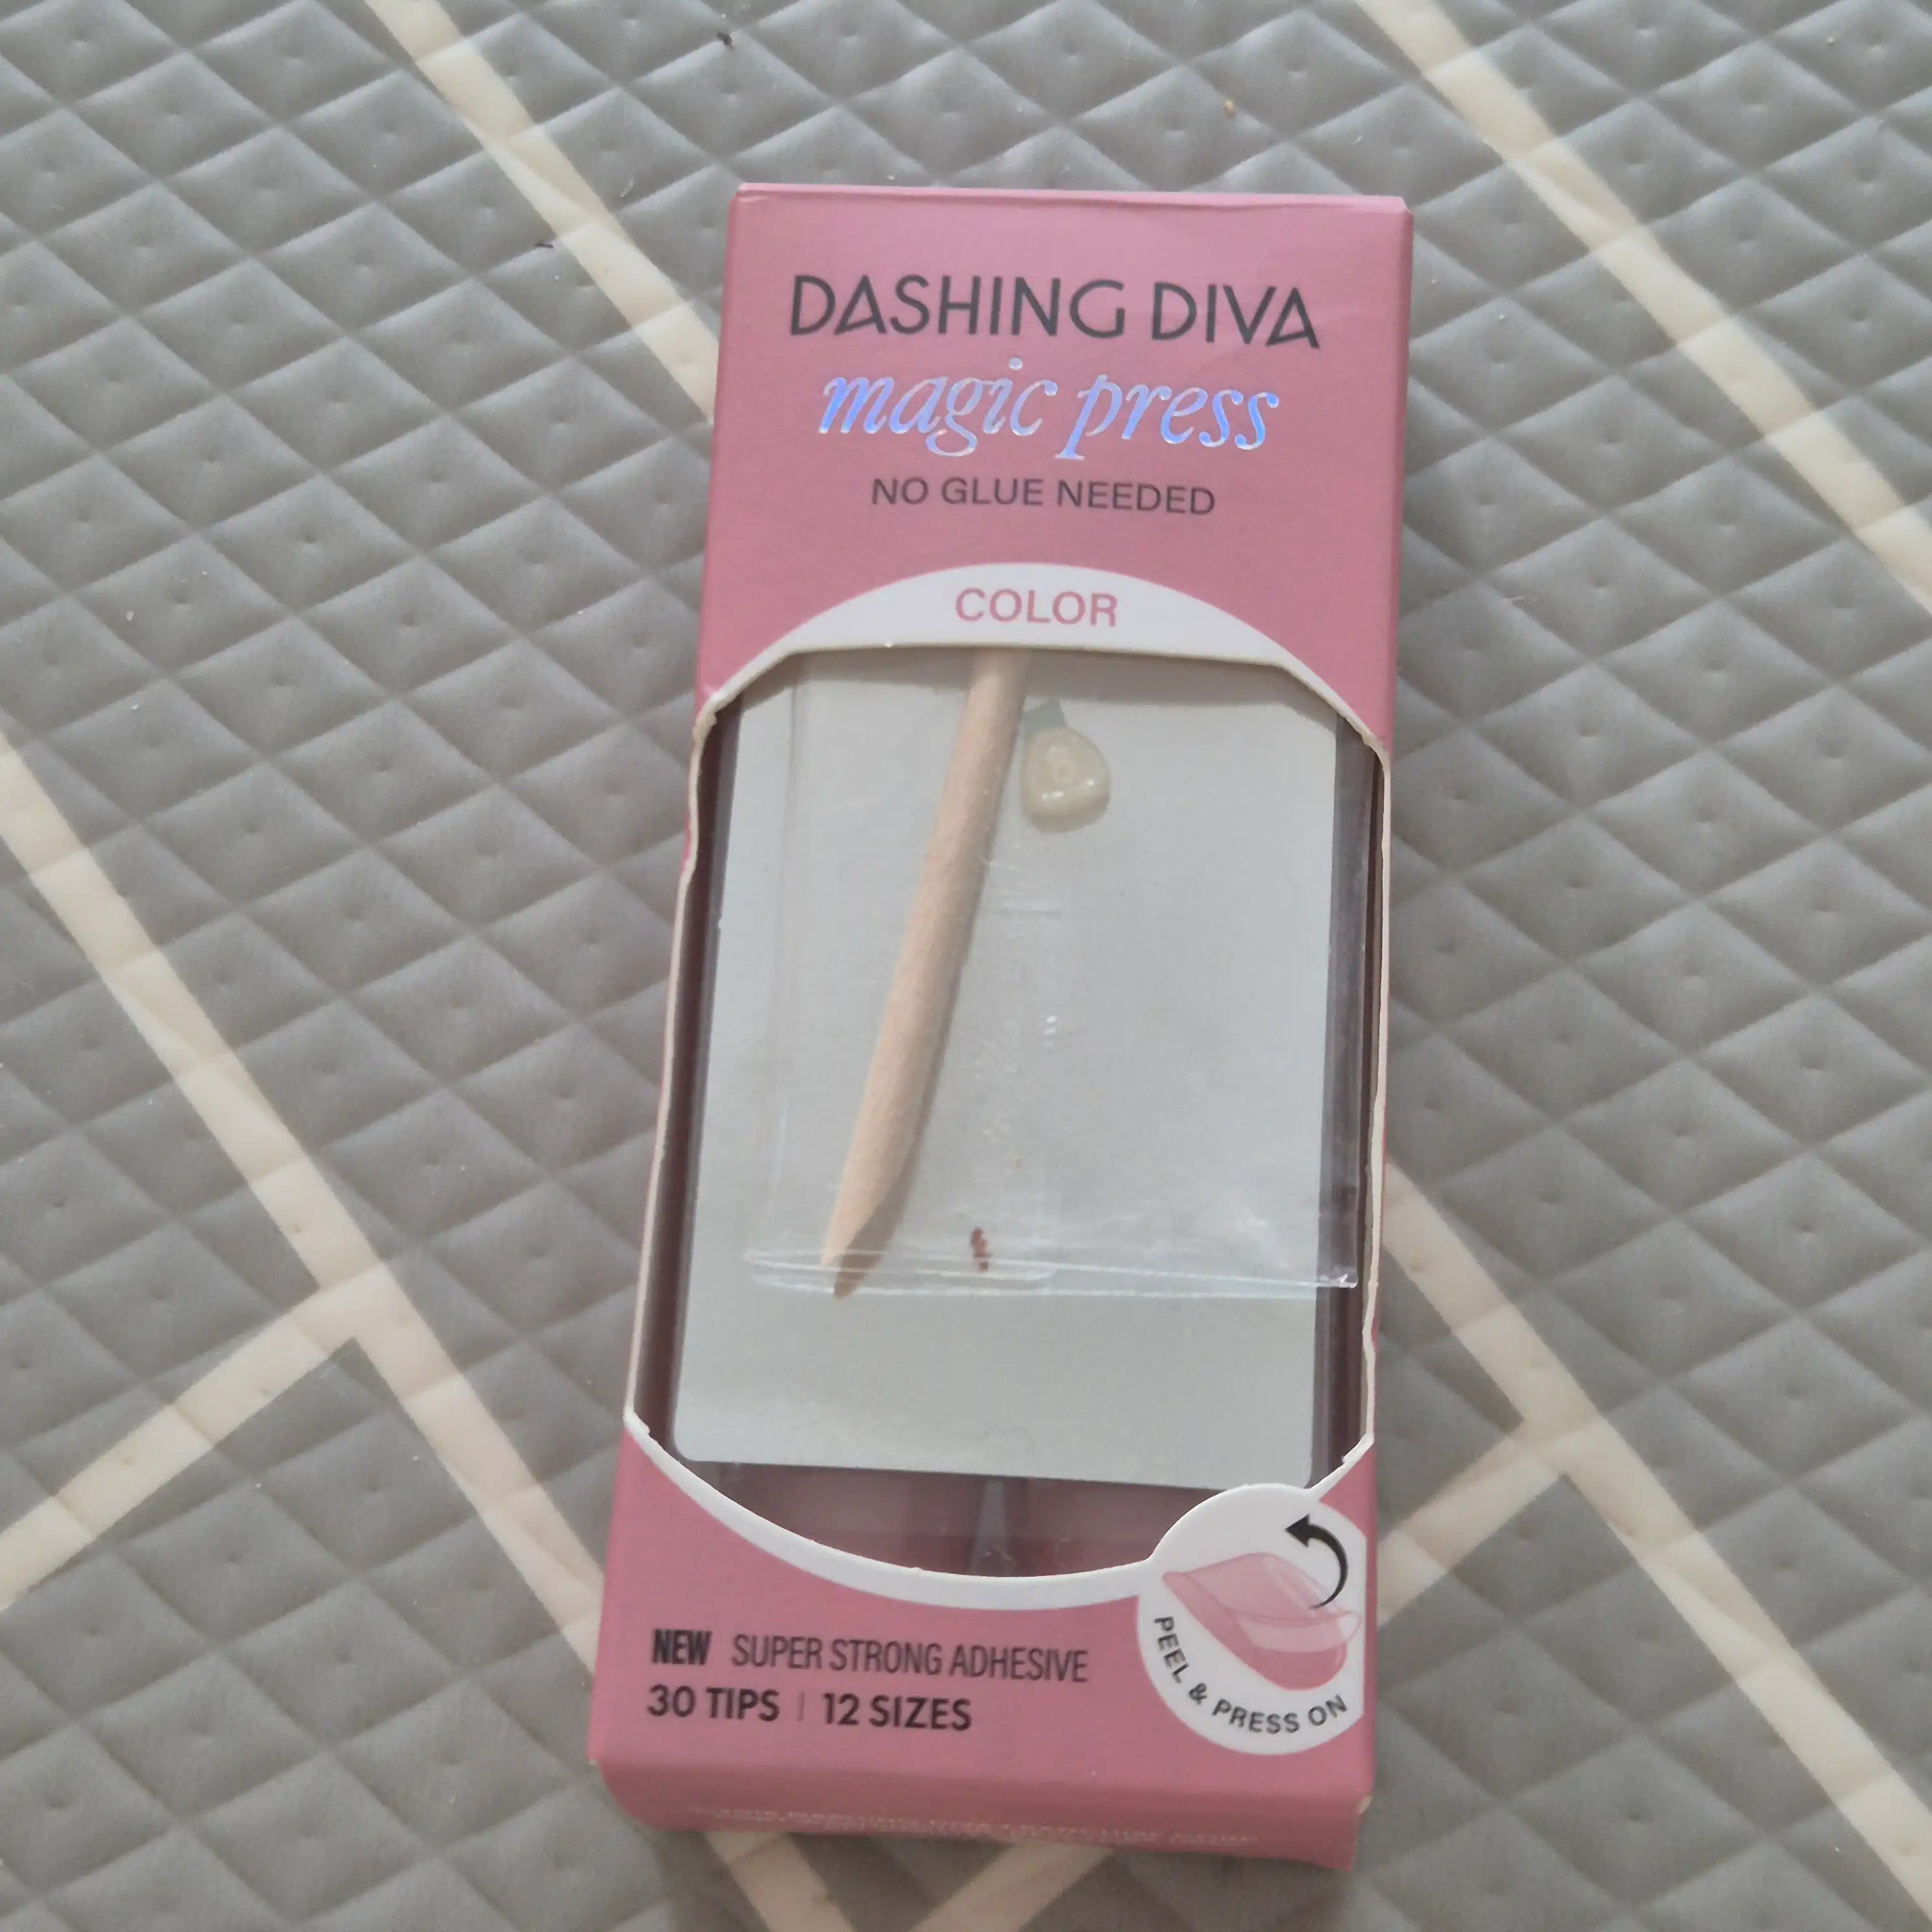 DASHING DIVA
magic press
NO GLUE NEEDED
COLOR
8
NEW SUPER STRONG ADHESIVE
30 TIPS | 12 SIZES
PEEL & PRESS ON